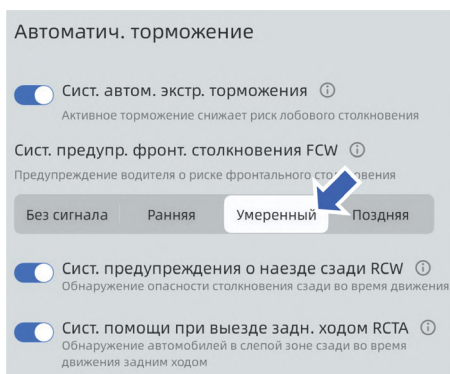 Автоматич. торможение
Сист. автом. экстр. торможения
Активное торможение снижает риск лобового столкновения
Сист. предупр. фронт. столкновения FCW
Предупреждение водителя о риске фронтального столкновения
Без сигнала Ранняя Умеренный Поздняя
Сист. предупреждения о наезде сзади RCW
Обнаружение опасности столкновения сзади во время движения
Сист. помощи при выезде задн. ходом RCTA
Обнаружение автомобилей в слепой зоне сзади во время
движения задним ходом